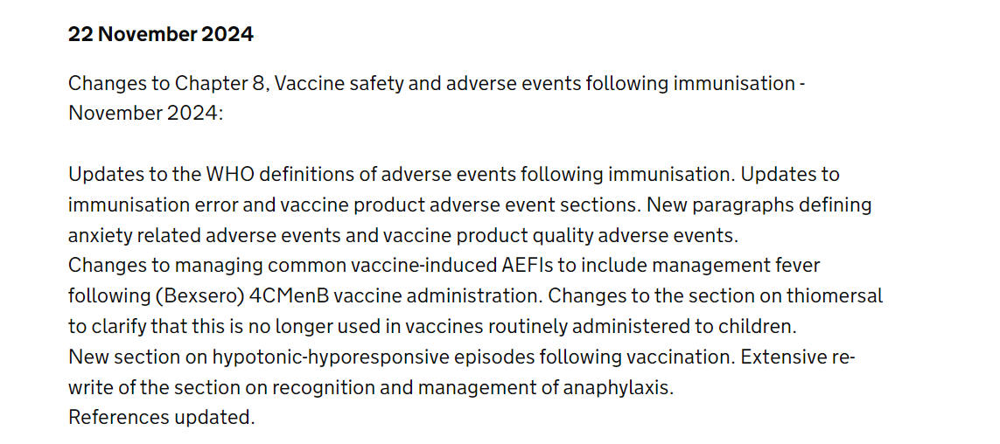 22 November 2024
Changes to Chapter 8, Vaccine safety and adverse events following immunisation -
November 2024:
Updates to the WHO definitions of adverse events following immunisation. Updates to
immunisation error and vaccine product adverse event sections. New paragraphs defining
anxiety related adverse events and vaccine product quality adverse events.
Changes to managing common vaccine-induced AEFIs to include management fever
following (Bexsero) 4CMenB vaccine administration. Changes to the section on thiomersal
to clarify that this is no longer used in vaccines routinely administered to children.
New section on hypotonic-hyporesponsive episodes following vaccination. Extensive re-
write of the section on recognition and management of anaphylaxis.
References updated.